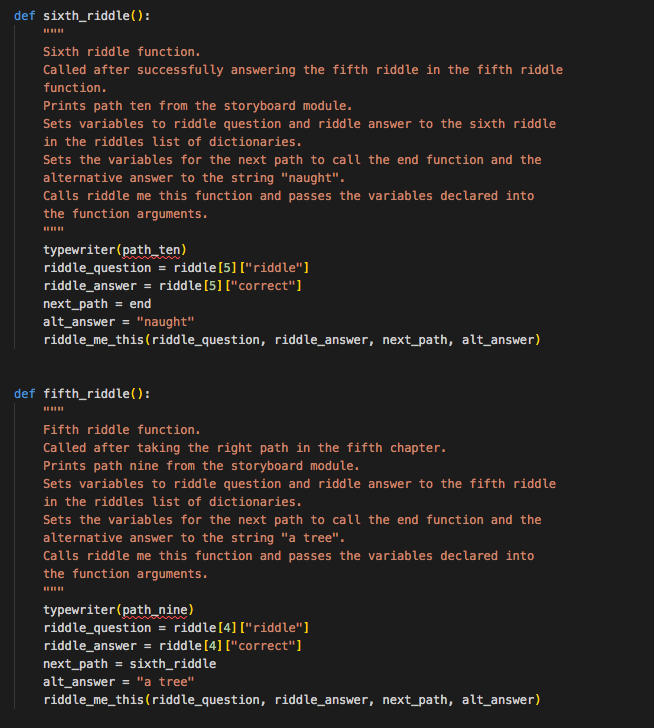 def sixth_riddle():
    """
    Sixth riddle function.
    Called after successfully answering the fifth riddle in the fifth riddle
    function.
    Prints path ten from the storyboard module.
    Sets variables to riddle question and riddle answer to the sixth riddle
    in the riddles list of dictionaries.
    Sets the variables for the next path to call the end function and the
    alternative answer to the string "naught".
    Calls riddle me this function and passes the variables declared into
    the function arguments.
    """
    typewriter(path_ten)
    riddle_question = riddle[5]["riddle"]
    riddle_answer = riddle[5]["correct"]
    next_path = end
    alt_answer = "naught"
    riddle_me_this(riddle_question, riddle_answer, next_path, alt_answer)
def fifth_riddle():
    """
    Fifth riddle function.
    Called after taking the right path in the fifth chapter.
    Prints path nine from the storyboard module.
    Sets variables to riddle question and riddle answer to the fifth riddle
    in the riddles list of dictionaries.
    Sets the variables for the next path to call the end function and the
    alternative answer to the string "a tree".
    Calls riddle me this function and passes the variables declared into
    the function arguments.
    """
    typewriter(path_nine)
    riddle_question = riddle[4]["riddle"]
    riddle_answer = riddle[4]["correct"]
    next_path = sixth_riddle
    alt_answer = "a tree"
    riddle_me_this(riddle_question, riddle_answer, next_path, alt_answer)